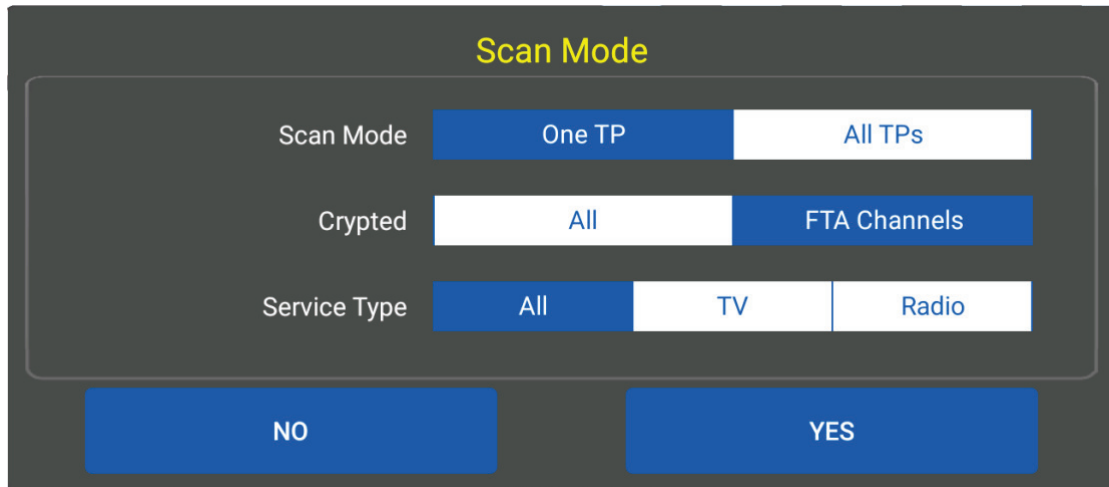 Scan Mode
Scan Mode One TP All TPs
Crypted All FTA Channels
Service Type All TV Radio
NO YES